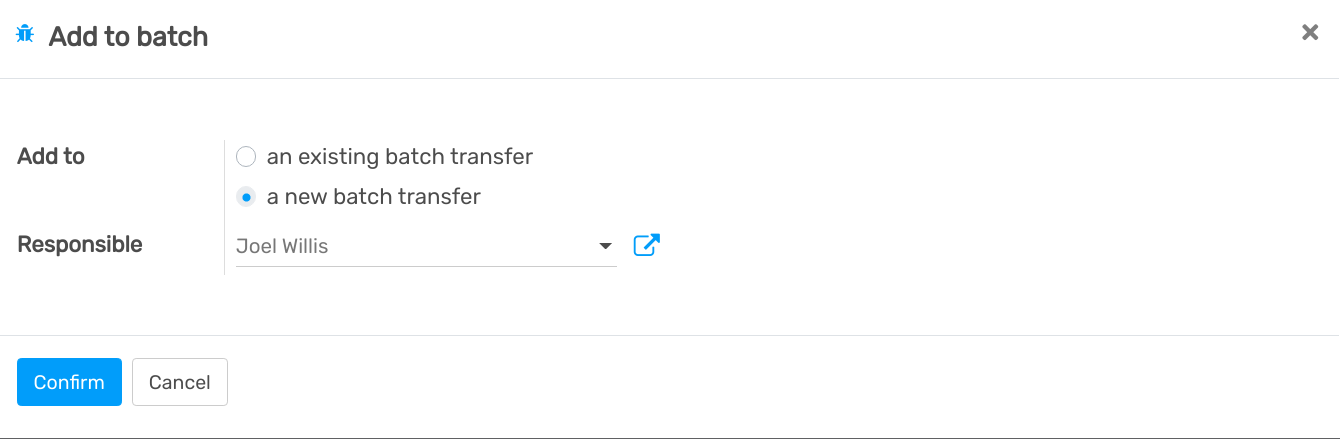 Add to batch
Add to
an existing batch transfer
a new batch transfer
Responsible
Joel Willis
Confirm
Cancel